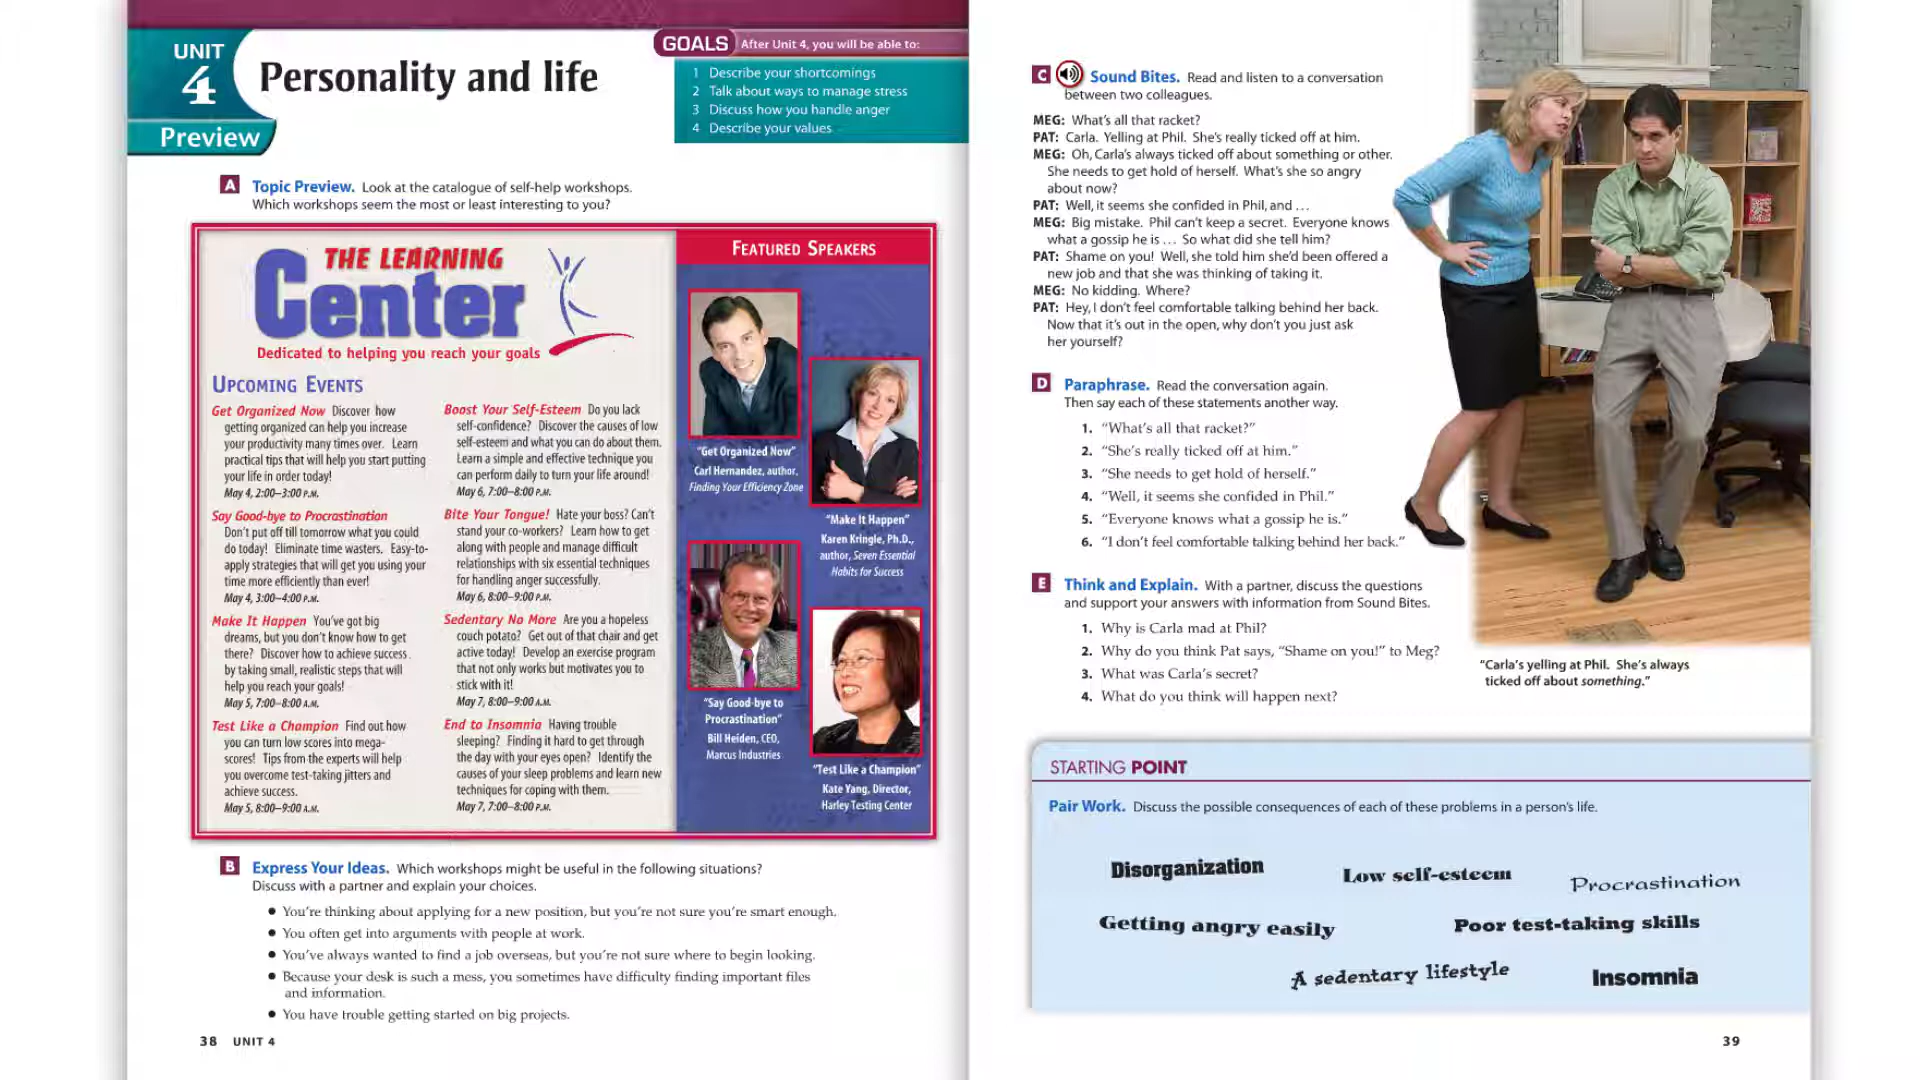 UNIT
4
Preview
Personality and life
GOALS After Unit 4, you will be able to:
1 Describe your shortcomings
2 Talk about ways to manage stress
3 Discuss how you handle anger
4 Describe your values
A Topic Preview. Look at the catalogue of self-help workshops.
Which workshops seem the most or least interesting to you?
THE LEARNING
Center
Dedicated to helping you reach your goals
UPCOMING EVENTS
Get Organized Now Discover how
getting organized can help you increase
your productivity many times over. Learn
practical tips that will help you start putting
your life in order today!
May 4, 2:00–3:00 P.M.
Say Good-bye to Procrastination
Don't put off till tomorrow what you could
do today! Eliminate time wasters. Easy-to-
apply strategies that will get you using your
time more efficiently than ever!
May 4, 3:00–4:00 P.M.
Make It Happen You've got big
dreams, but you don't know how to get
there? Discover how to achieve success
by taking small, realistic steps that will
help you reach your goals!
May 5, 7:00–8:00 A.M.
Test Like a Champion Find out how
you can turn low scores into mega-
scores! Tips from the experts will help
you overcome test-taking jitters and
achieve success.
May 5, 8:00–9:00 A.M.
Boost Your Self-Esteem Do you lack
self-confidence? Discover the causes of low
self-esteem and what you can do about them.
Learn a simple and effective technique you
can perform daily to turn your life around!
May 6, 7:00–8:00 P.M.
Bite Your Tongue! Hate your boss? Can't
stand your co-workers? Learn how to get
along with people and manage difficult
relationships with six essential techniques
for handling anger successfully.
May 6, 8:00–9:00 P.M.
Sedentary No More Are you a hopeless
couch potato? Get out of that chair and get
active today! Develop an exercise program
that not only works but motivates you to
stick with it!
May 7, 8:00–9:00 A.M.
End to Insomnia Having trouble
sleeping? Finding it hard to get through
the day with your eyes open? Identify the
causes of your sleep problems and learn new
techniques for coping with them.
May 7, 7:00–8:00 P.M.
FEATURED SPEAKERS
"Get Organized Now"
Carl Hernandez, author,
Finding Your Efficiency Zone
"Make It Happen"
Karen Kringle, Ph.D.,
author, Seven Essential
Habits for Success
"Say Good-bye to
Procrastination"
Bill Heiden, CEO,
Marcus Industries
"Test Like a Champion"
Kate Yang, Director,
Harley Testing Center
B Express Your Ideas. Which workshops might be useful in the following situations?
Discuss with a partner and explain your choices.
● You're thinking about applying for a new position, but you're not sure you're smart enough.
● You often get into arguments with people at work.
● You've always wanted to find a job overseas, but you're not sure where to begin looking.
● Because your desk is such a mess, you sometimes have difficulty finding important files
and information.
● You have trouble getting started on big projects.
38 UNIT 4
C Sound Bites. Read and listen to a conversation
between two colleagues.
MEG: What's all that racket?
PAT: Carla. Yelling at Phil. She's really ticked off at him.
MEG: Oh, Carla's always ticked off about something or other.
She needs to get hold of herself. What's she so angry
about now?
PAT: Well, it seems she confided in Phil, and ...
MEG: Big mistake. Phil can't keep a secret. Everyone knows
what a gossip he is ... So what did she tell him?
PAT: Shame on you! Well, she told him she'd been offered a
new job and that she was thinking of taking it.
MEG: No kidding. Where?
PAT: Hey, I don't feel comfortable talking behind her back.
Now that it's out in the open, why don't you just ask
her yourself?
D Paraphrase. Read the conversation again.
Then say each of these statements another way.
1. "What's all that racket?"
2. "She's really ticked off at him."
3. "She needs to get hold of herself."
4. "Well, it seems she confided in Phil."
5. "Everyone knows what a gossip he is."
6. "I don't feel comfortable talking behind her back."
E Think and Explain. With a partner, discuss the questions
and support your answers with information from Sound Bites.
1. Why is Carla mad at Phil?
2. Why do you think Pat says, "Shame on you!" to Meg?
3. What was Carla's secret?
4. What do you think will happen next?
"Carla's yelling at Phil. She's always
ticked off about something."
STARTING POINT
Pair Work. Discuss the possible consequences of each of these problems in a person's life.
Disorganization
Low self-esteem
Procrastination
Getting angry easily
Poor test-taking skills
A sedentary lifestyle
Insomnia
39